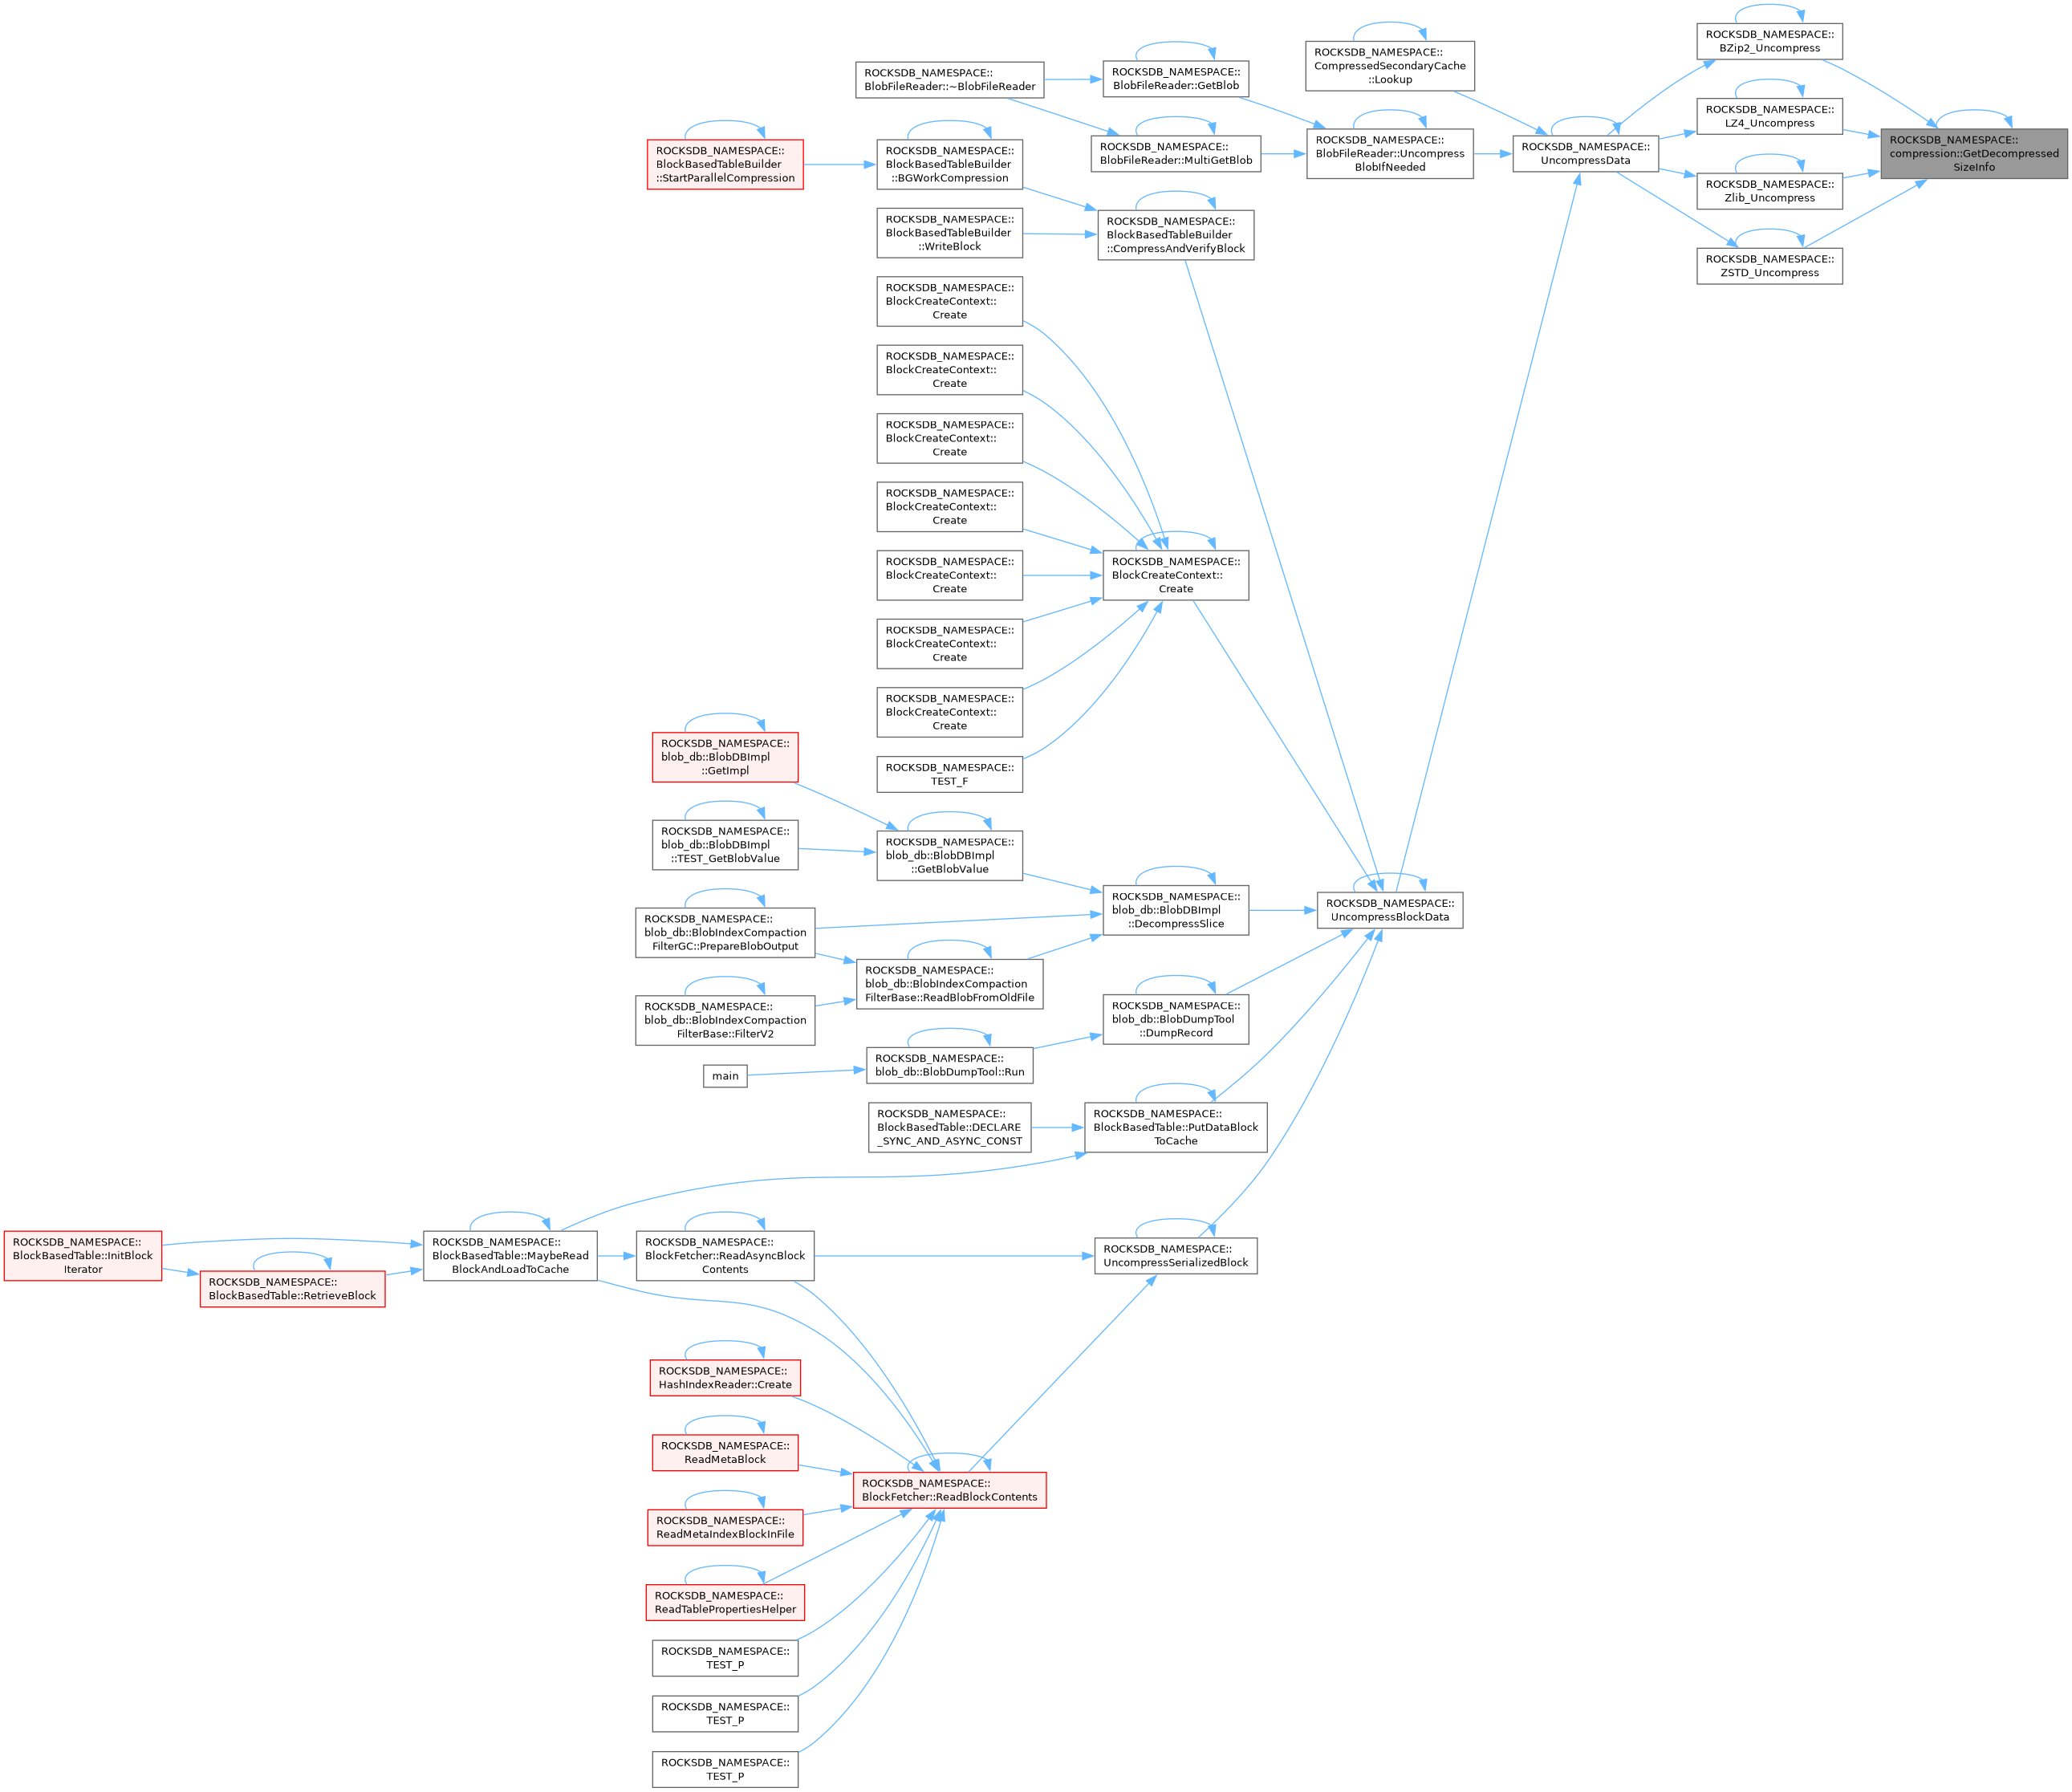 ROCKSDB_NAMESPACE::
compression::GetDecompressed
SizeInfo
ROCKSDB_NAMESPACE::
BZip2_Uncompress
ROCKSDB_NAMESPACE::
LZ4_Uncompress
ROCKSDB_NAMESPACE::
Zlib_Uncompress
ROCKSDB_NAMESPACE::
ZSTD_Uncompress
ROCKSDB_NAMESPACE::
UncompressData
ROCKSDB_NAMESPACE::
CompressedSecondaryCache
::Lookup
ROCKSDB_NAMESPACE::
BlobFileReader::Uncompress
BlobIfNeeded
ROCKSDB_NAMESPACE::
BlobFileReader::GetBlob
ROCKSDB_NAMESPACE::
BlobFileReader::~BlobFileReader
ROCKSDB_NAMESPACE::
BlobFileReader::MultiGetBlob
ROCKSDB_NAMESPACE::
UncompressBlockData
ROCKSDB_NAMESPACE::
BlockBasedTableBuilder
::CompressAndVerifyBlock
ROCKSDB_NAMESPACE::
BlockBasedTableBuilder
::BGWorkCompression
ROCKSDB_NAMESPACE::
BlockBasedTableBuilder
::StartParallelCompression
ROCKSDB_NAMESPACE::
BlockBasedTableBuilder
::WriteBlock
ROCKSDB_NAMESPACE::
BlockCreateContext::
Create
ROCKSDB_NAMESPACE::
BlockCreateContext::
Create
ROCKSDB_NAMESPACE::
BlockCreateContext::
Create
ROCKSDB_NAMESPACE::
BlockCreateContext::
Create
ROCKSDB_NAMESPACE::
BlockCreateContext::
Create
ROCKSDB_NAMESPACE::
BlockCreateContext::
Create
ROCKSDB_NAMESPACE::
BlockCreateContext::
Create
ROCKSDB_NAMESPACE::
BlockCreateContext::
Create
ROCKSDB_NAMESPACE::
TEST_F
ROCKSDB_NAMESPACE::
blob_db::BlobDBImpl
::DecompressSlice
ROCKSDB_NAMESPACE::
blob_db::BlobDBImpl
::GetBlobValue
ROCKSDB_NAMESPACE::
blob_db::BlobDBImpl
::GetImpl
ROCKSDB_NAMESPACE::
blob_db::BlobDBImpl
::TEST_GetBlobValue
ROCKSDB_NAMESPACE::
blob_db::BlobIndexCompaction
FilterGC::PrepareBlobOutput
ROCKSDB_NAMESPACE::
blob_db::BlobIndexCompaction
FilterBase::ReadBlobFromOldFile
ROCKSDB_NAMESPACE::
blob_db::BlobIndexCompaction
FilterBase::FilterV2
ROCKSDB_NAMESPACE::
blob_db::BlobDumpTool
::DumpRecord
ROCKSDB_NAMESPACE::
blob_db::BlobDumpTool::Run
main
ROCKSDB_NAMESPACE::
BlockBasedTable::PutDataBlock
ToCache
ROCKSDB_NAMESPACE::
BlockBasedTable::DECLARE
_SYNC_AND_ASYNC_CONST
ROCKSDB_NAMESPACE::
BlockBasedTable::MaybeRead
BlockAndLoadToCache
ROCKSDB_NAMESPACE::
BlockBasedTable::InitBlock
Iterator
ROCKSDB_NAMESPACE::
BlockBasedTable::RetrieveBlock
ROCKSDB_NAMESPACE::
UncompressSerializedBlock
ROCKSDB_NAMESPACE::
BlockFetcher::ReadAsyncBlock
Contents
ROCKSDB_NAMESPACE::
BlockFetcher::ReadBlockContents
ROCKSDB_NAMESPACE::
HashIndexReader::Create
ROCKSDB_NAMESPACE::
ReadMetaBlock
ROCKSDB_NAMESPACE::
ReadMetaIndexBlockInFile
ROCKSDB_NAMESPACE::
ReadTablePropertiesHelper
ROCKSDB_NAMESPACE::
TEST_P
ROCKSDB_NAMESPACE::
TEST_P
ROCKSDB_NAMESPACE::
TEST_P